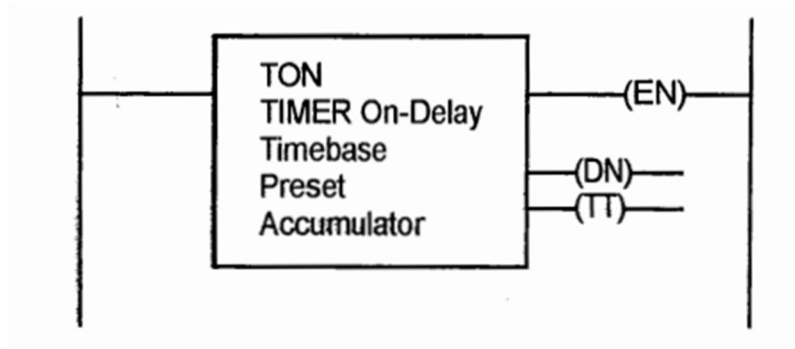 TON
TIMER On-Delay
Timebase
Preset
Accumulator
(EN)
(DN)
(TT)